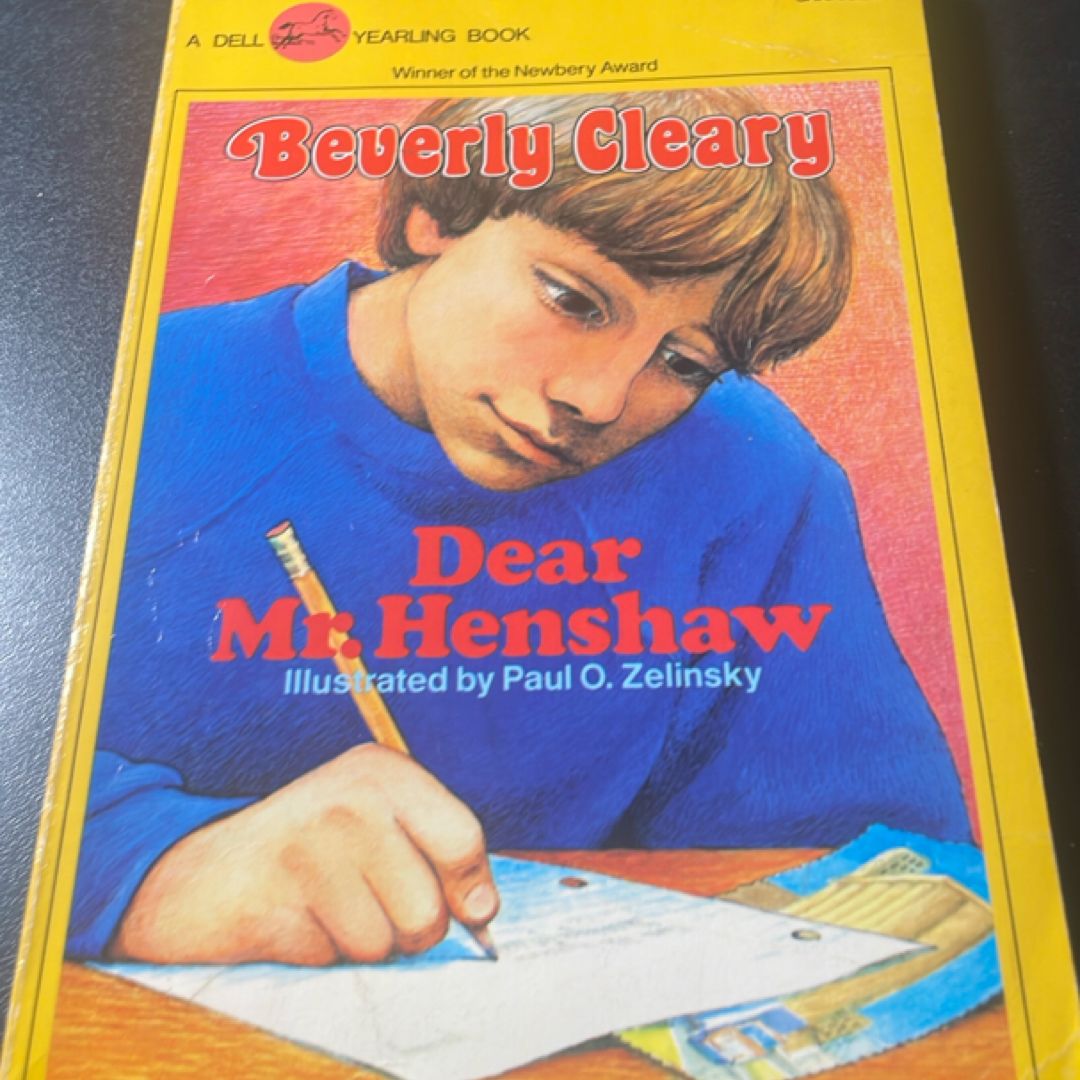 A DELL YEARLING BOOK
Winner of the Newbery Award
Beverly Cleary
Dear
Mr. Henshaw
Illustrated by Paul O. Zelinsky